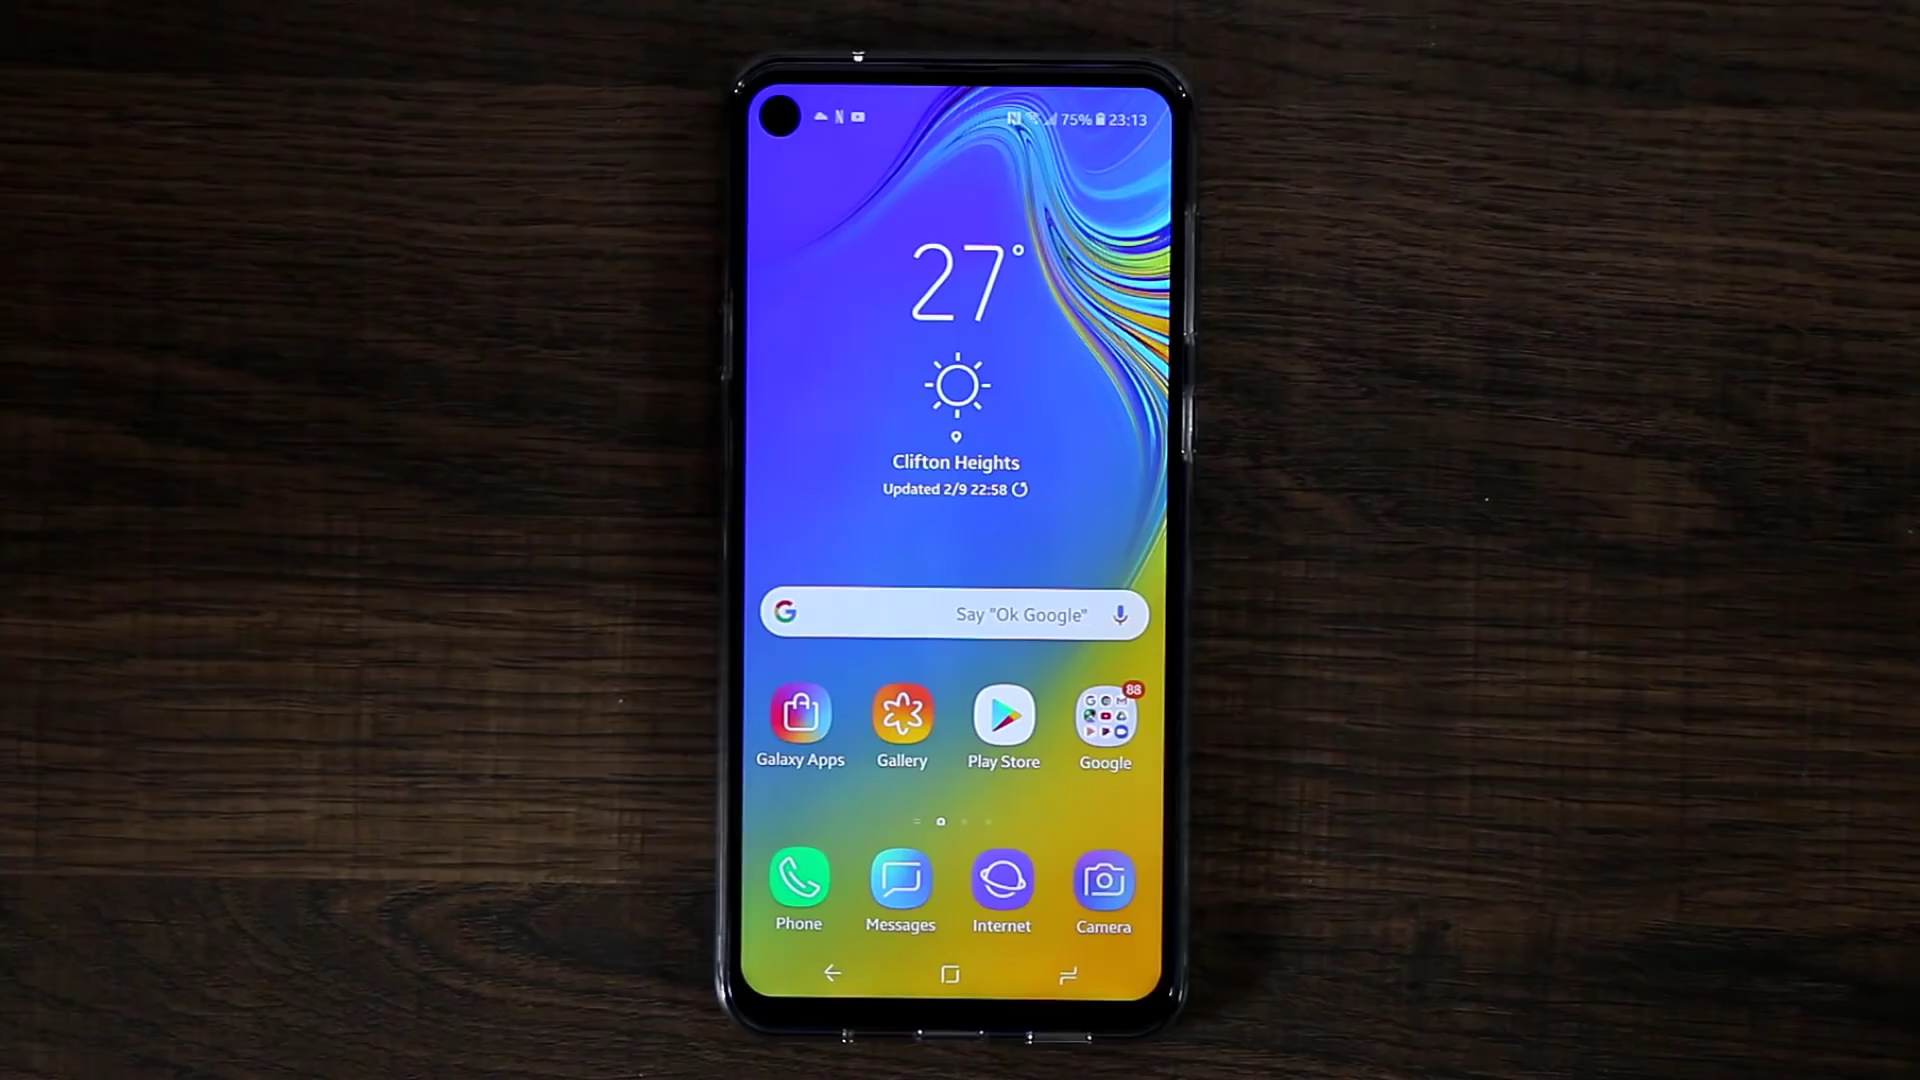 N 75% 23:13
27°
Clifton Heights
Updated 2/9 22:58
G Say "Ok Google"
88
Galaxy Apps Gallery Play Store Google
Phone Messages Internet Camera